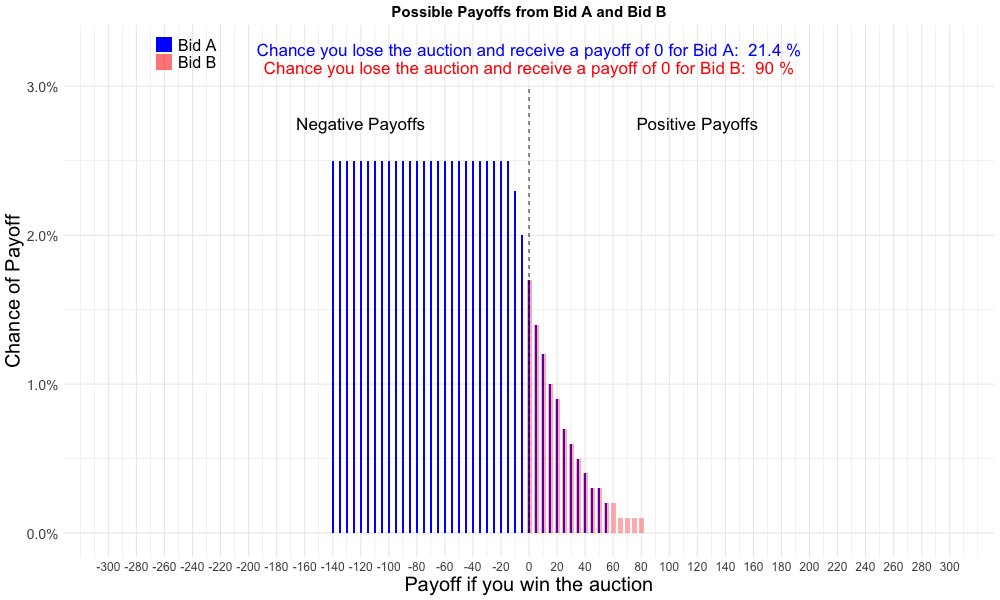 Possible Payoffs from Bid A and Bid B
Bid A
Bid B
Chance you lose the auction and receive a payoff of 0 for Bid A:  21.4 %
Chance you lose the auction and receive a payoff of 0 for Bid B:  90 %
Negative Payoffs
Positive Payoffs
Chance of Payoff
3.0%
2.0%
1.0%
0.0%
-300 -280 -260 -240 -220 -200 -180 -160 -140 -120 -100 -80 -60 -40 -20 0 20 40 60 80 100 120 140 160 180 200 220 240 260 280 300
Payoff if you win the auction